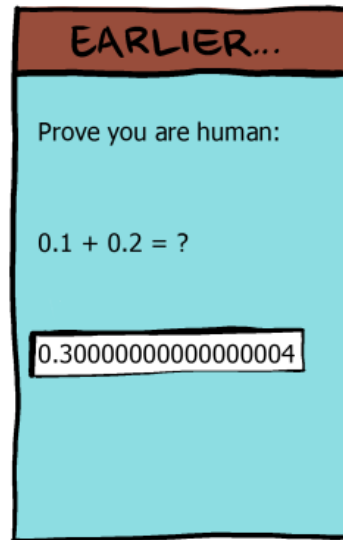 EARLIER...
Prove you are human:
0.1 + 0.2 = ?
0.30000000000000004